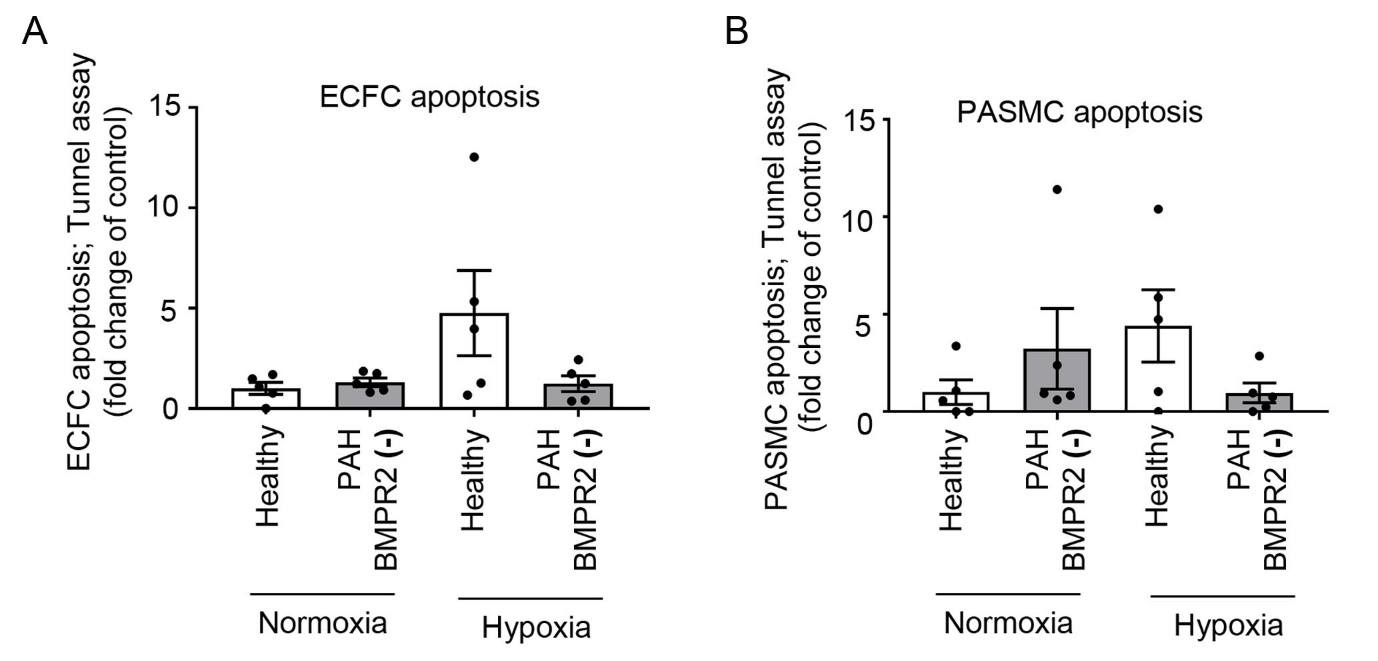 A
ECFC apoptosis; Tunnel assay
(fold change of control)
ECFC apoptosis
15
10
5
0
Healthy
PAH
BMPR2 (-)
Healthy
PAH
BMPR2 (-)
Normoxia
Hypoxia
B
PASMC apoptosis; Tunnel assay
(fold change of control)
PASMC apoptosis
15
10
5
0
Healthy
PAH
BMPR2 (-)
Healthy
PAH
BMPR2 (-)
Normoxia
Hypoxia